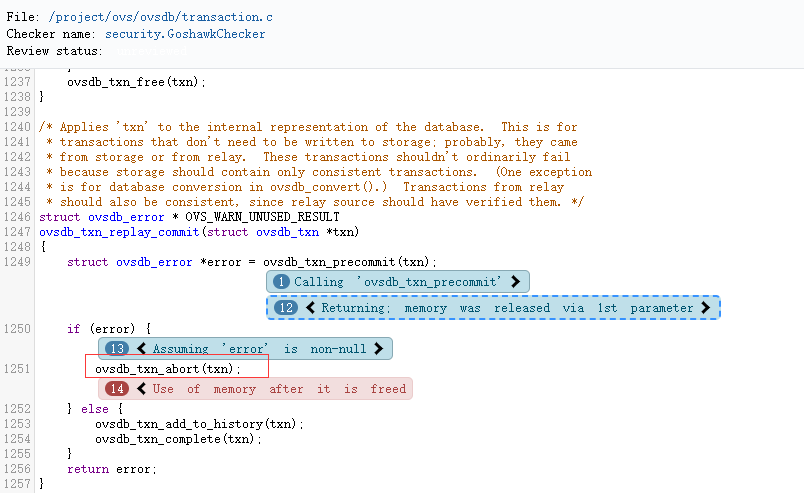 File: /project/ovs/ovsdb/transaction.c
Checker name: security.GoshawkChecker
Review status:
1236     }
1237     ovsdb_txn_free(txn);
1238 }
1239
1240 /* Applies 'txn' to the internal representation of the database.  This is for
1241  * transactions that don't need to be written to storage; probably, they came
1242  * from storage or from relay.  These transactions shouldn't ordinarily fail
1243  * because storage should contain only consistent transactions.  (One exception
1244  * is for database conversion in ovsdb_convert().)  Transactions from relay
1245  * should also be consistent, since relay source should have verified them. */
1246 struct ovsdb_error * OVS_WARN_UNUSED_RESULT
1247 ovsdb_txn_replay_commit(struct ovsdb_txn *txn)
1248 {
1249     struct ovsdb_error *error = ovsdb_txn_precommit(txn);
1 Calling 'ovsdb_txn_precommit'
12 Returning; memory was released via 1st parameter
1250     if (error) {
13 Assuming 'error' is non-null
1251         ovsdb_txn_abort(txn);
14 Use of memory after it is freed
1252     } else {
1253         ovsdb_txn_add_to_history(txn);
1254         ovsdb_txn_complete(txn);
1255     }
1256     return error;
1257 }